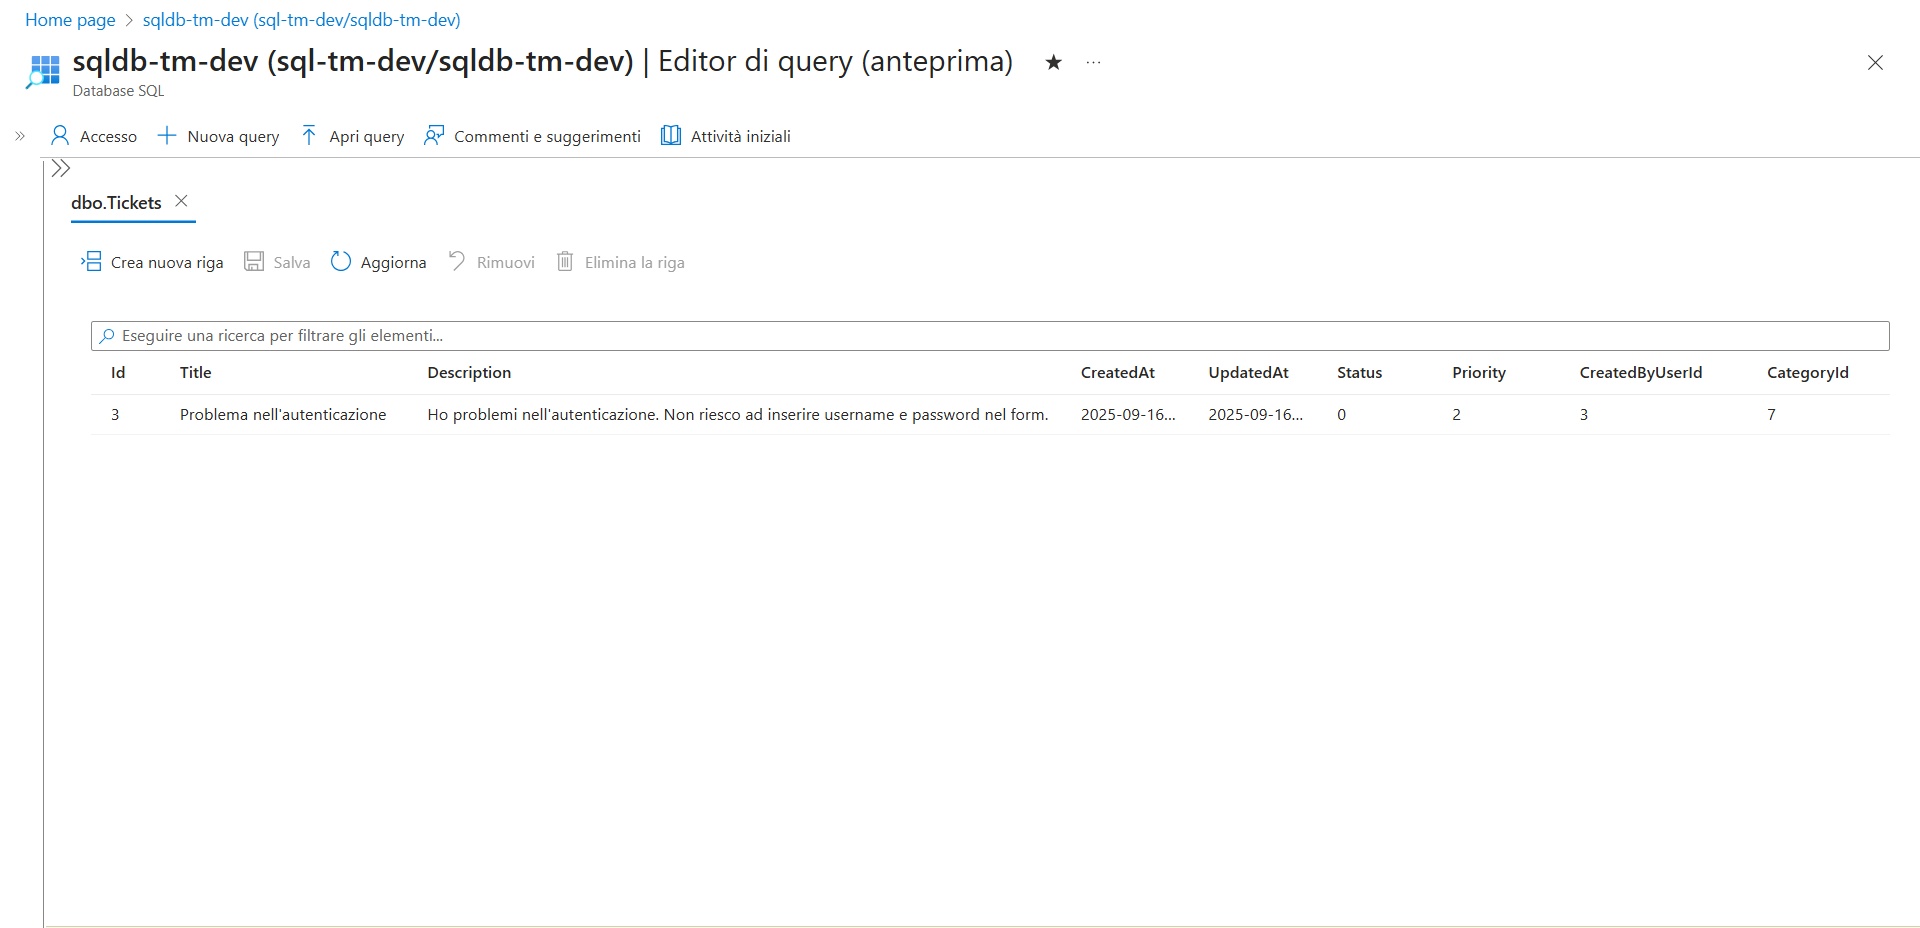 Home page > sqldb-tm-dev (sql-tm-dev/sqldb-tm-dev)
sqldb-tm-dev (sql-tm-dev/sqldb-tm-dev) | Editor di query (anteprima) ★ ...
Database SQL
Accesso Nuova query Apri query Commenti e suggerimenti Attività iniziali
dbo.Tickets
Crea nuova riga Salva Aggiorna Rimuovi Elimina la riga
Eseguire una ricerca per filtrare gli elementi...
Id Title Description CreatedAt UpdatedAt Status Priority CreatedByUserId CategoryId
3 Problema nell'autenticazione Ho problemi nell'autenticazione. Non riesco ad inserire username e password nel form. 2025-09-16... 2025-09-16... 0 2 3 7